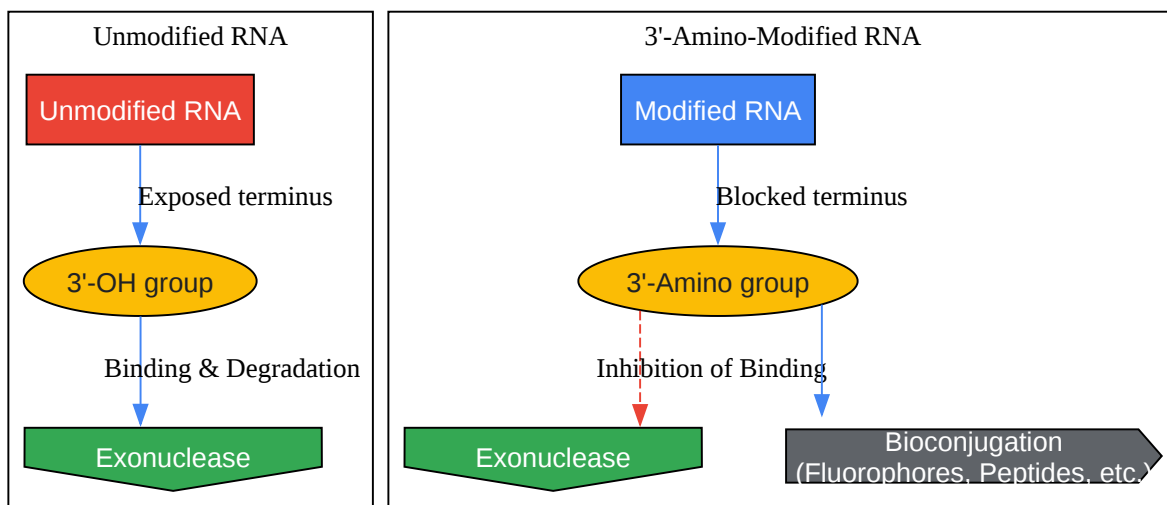 Unmodified RNA
Unmodified RNA
Exposed terminus
3'-OH group
Binding & Degradation
Exonuclease
3'-Amino-Modified RNA
Modified RNA
Blocked terminus
3'-Amino group
Inhibition of Binding
Exonuclease
Bioconjugation
(Fluorophores, Peptides, etc.)